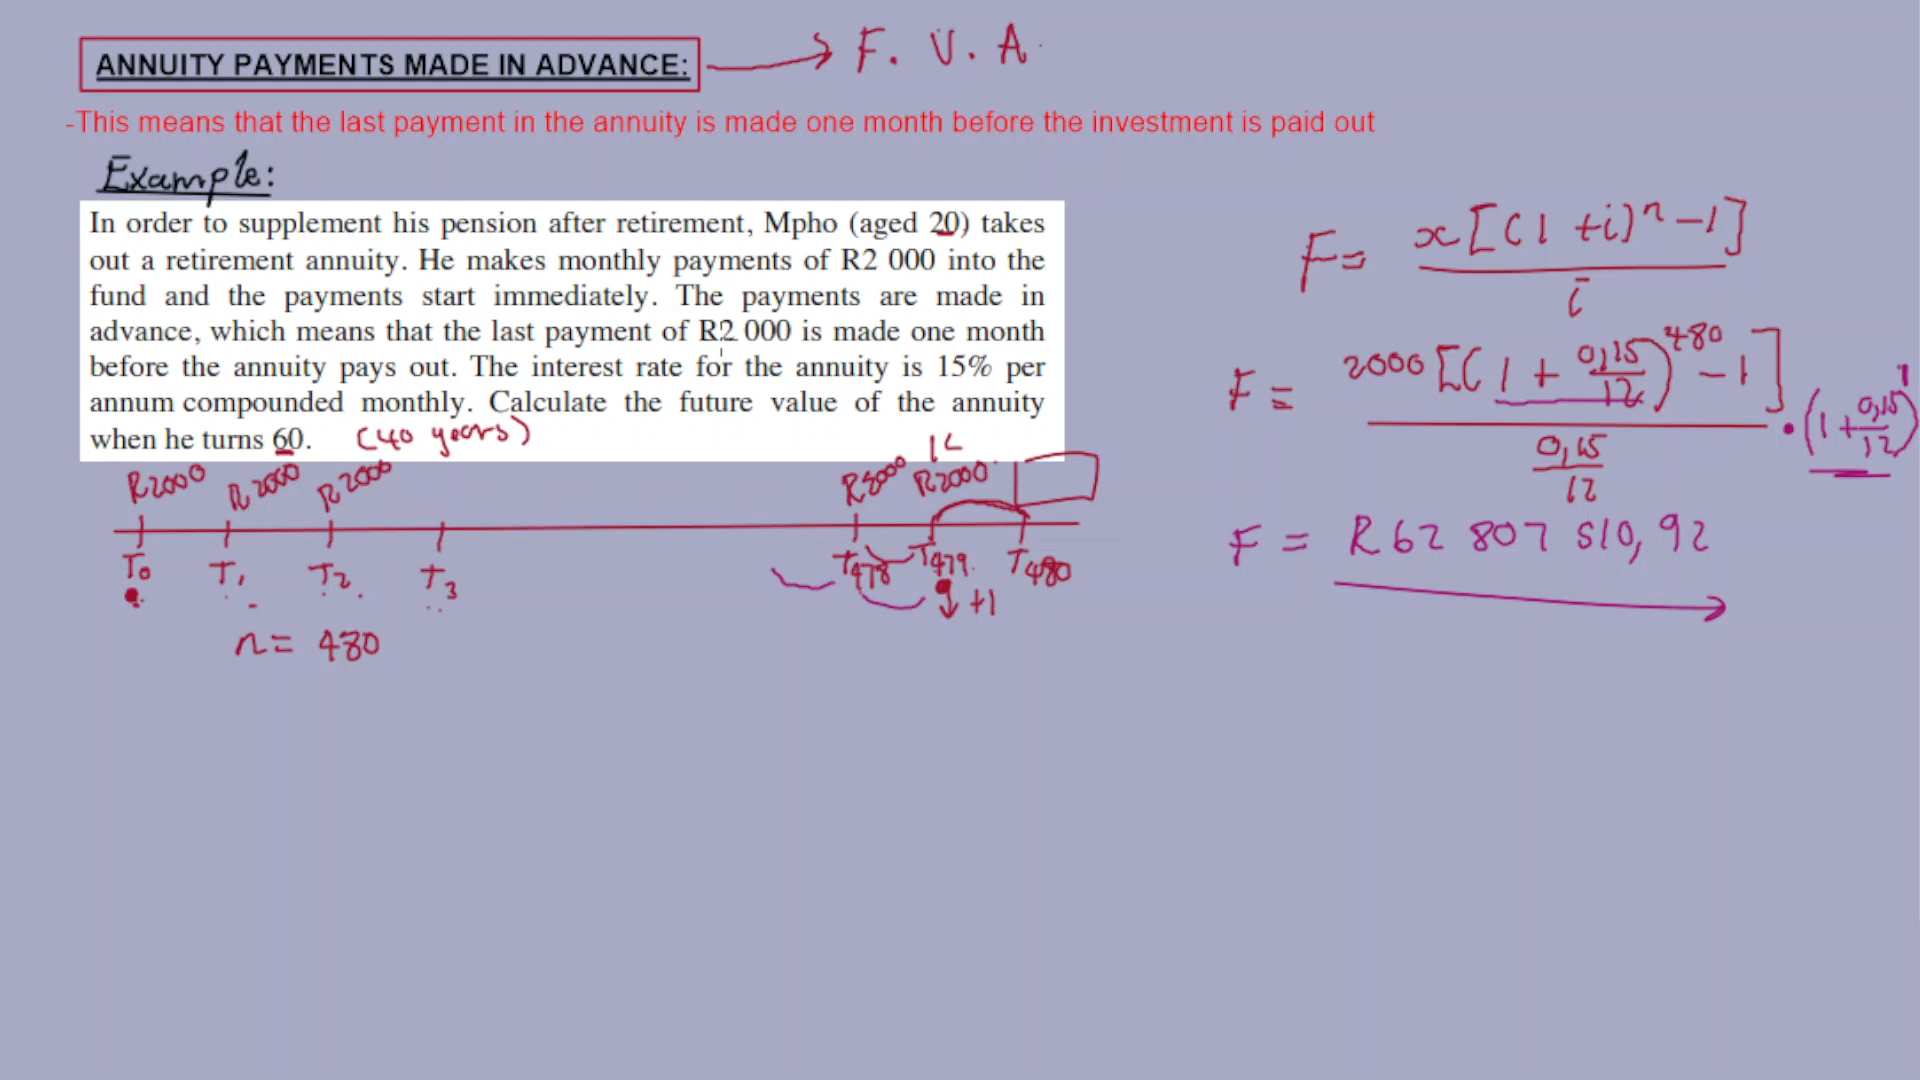 ANNUITY PAYMENTS MADE IN ADVANCE: → F.V.A.
-This means that the last payment in the annuity is made one month before the investment is paid out
Example:
In order to supplement his pension after retirement, Mpho (aged 20) takes
out a retirement annuity. He makes monthly payments of R2 000 into the
fund and the payments start immediately. The payments are made in
advance, which means that the last payment of R2 000 is made one month
before the annuity pays out. The interest rate for the annuity is 15% per
annum compounded monthly. Calculate the future value of the annuity
when he turns 60. (40 years)
R2000 R2000 R2000 R2000 R2000
T0 T1 T2 T3 T478 T479 T480
+1
n = 480
F = x[(1+i)^n −1] / i
F = 2000[(1 + 0,15/12)^480 −1] / (0,15/12) · (1 + 0,15/12)^1
F = R62 807 510,92